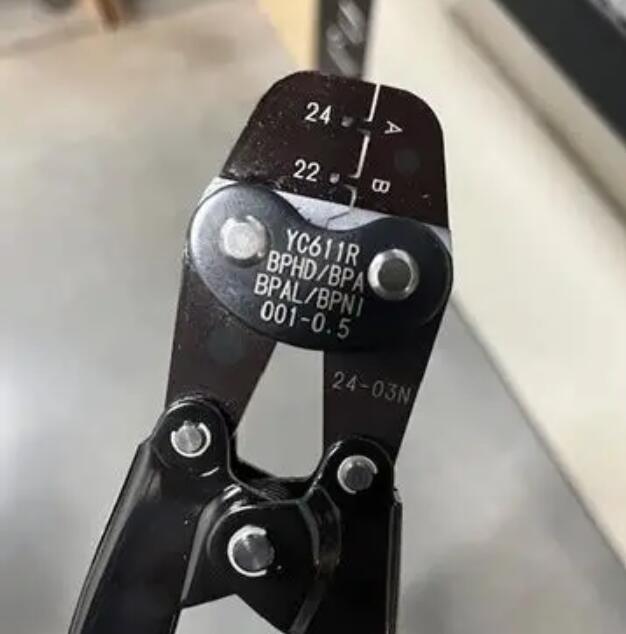 24 A
22 B
YC611R
BPHD/BPA
BPAL/BPNI
001-0.5
24-03N